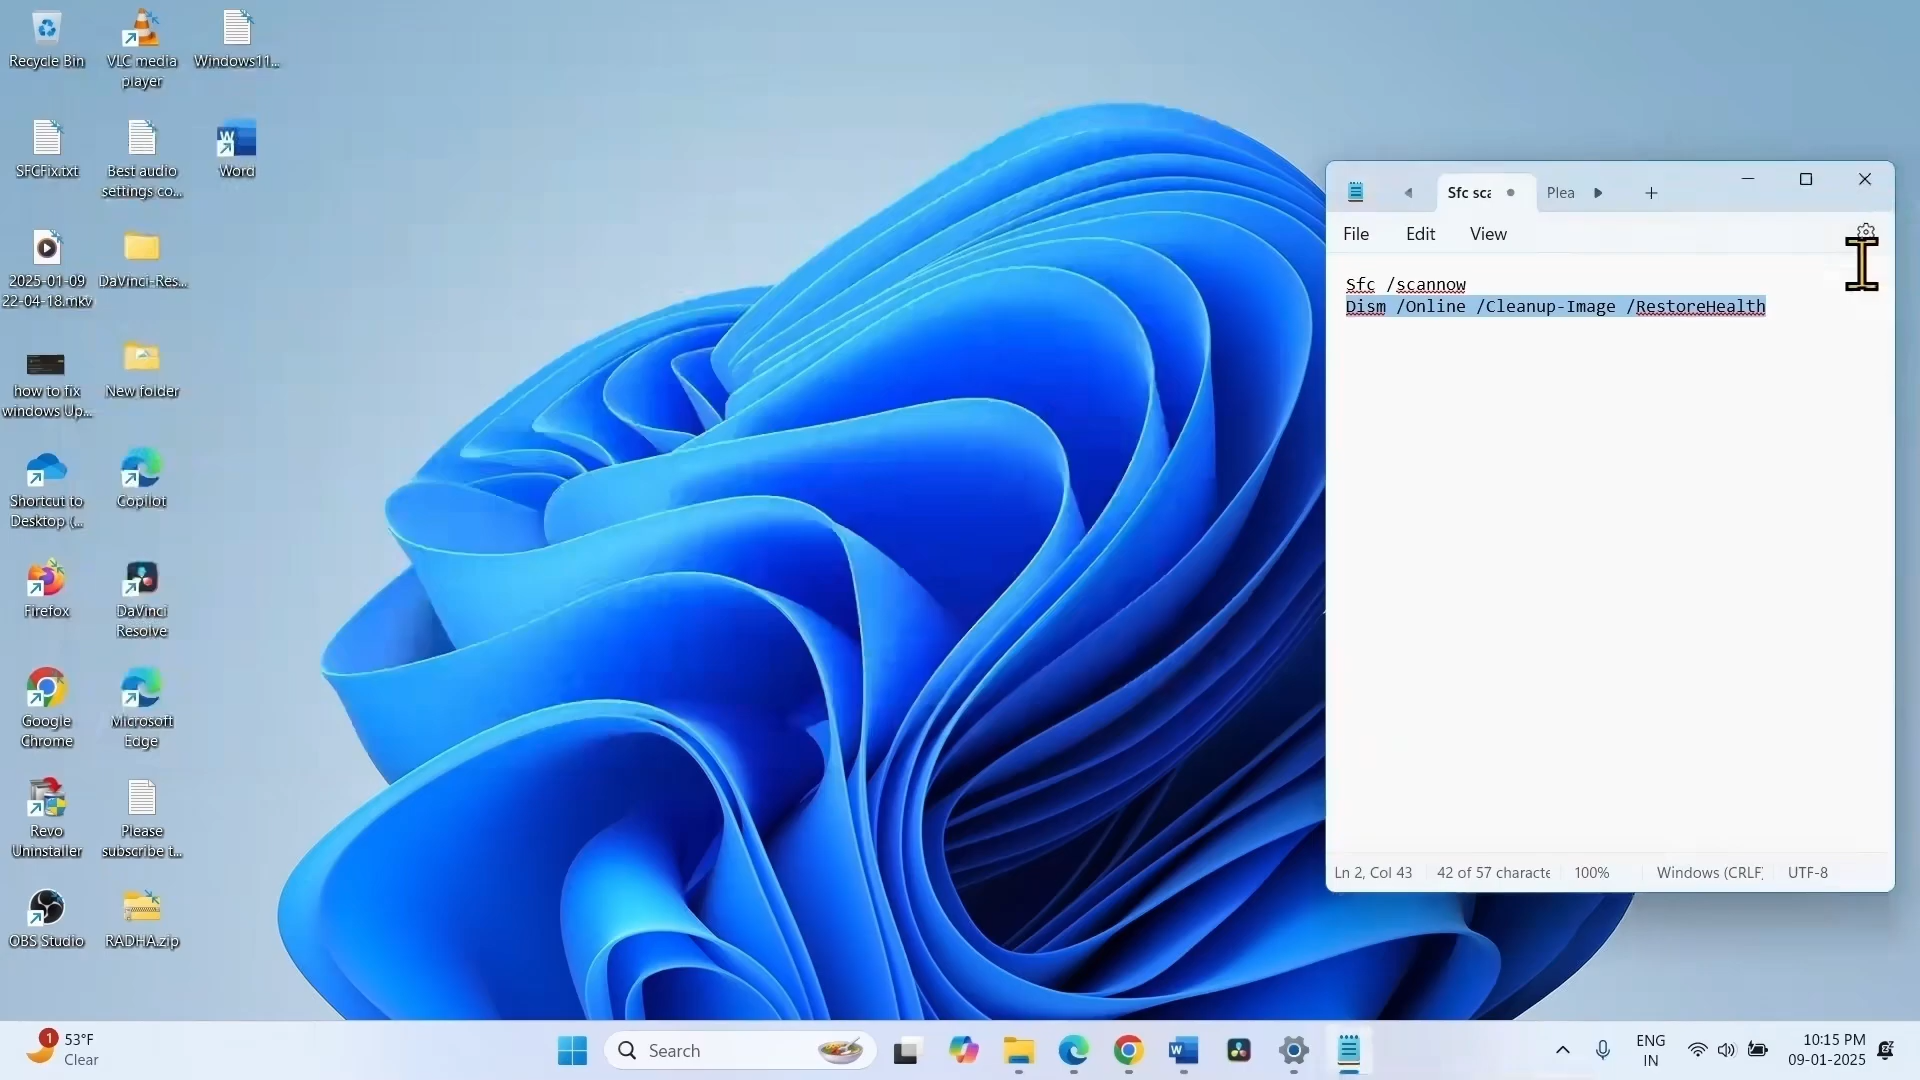 Recycle Bin
VLC media
player
Windows11...
SFCFix.txt
Best audio
settings co...
Word
2025-01-09
22-04-18.mkv
DaVinci-Res...
how to fix
windows Up...
New folder
Shortcut to
Desktop (...
Copilot
Firefox
DaVinci
Resolve
Google
Chrome
Microsoft
Edge
Revo
Uninstaller
Please
subscribe t...
OBS Studio
RADHA.zip
Sfc sca
Plea
File
Edit
View
Sfc /scannow
Dism /Online /Cleanup-Image /RestoreHealth
Ln 2, Col 43
42 of 57 characte
100%
Windows (CRLF
UTF-8
1
53°F
Clear
Search
ENG
IN
10:15 PM
09-01-2025